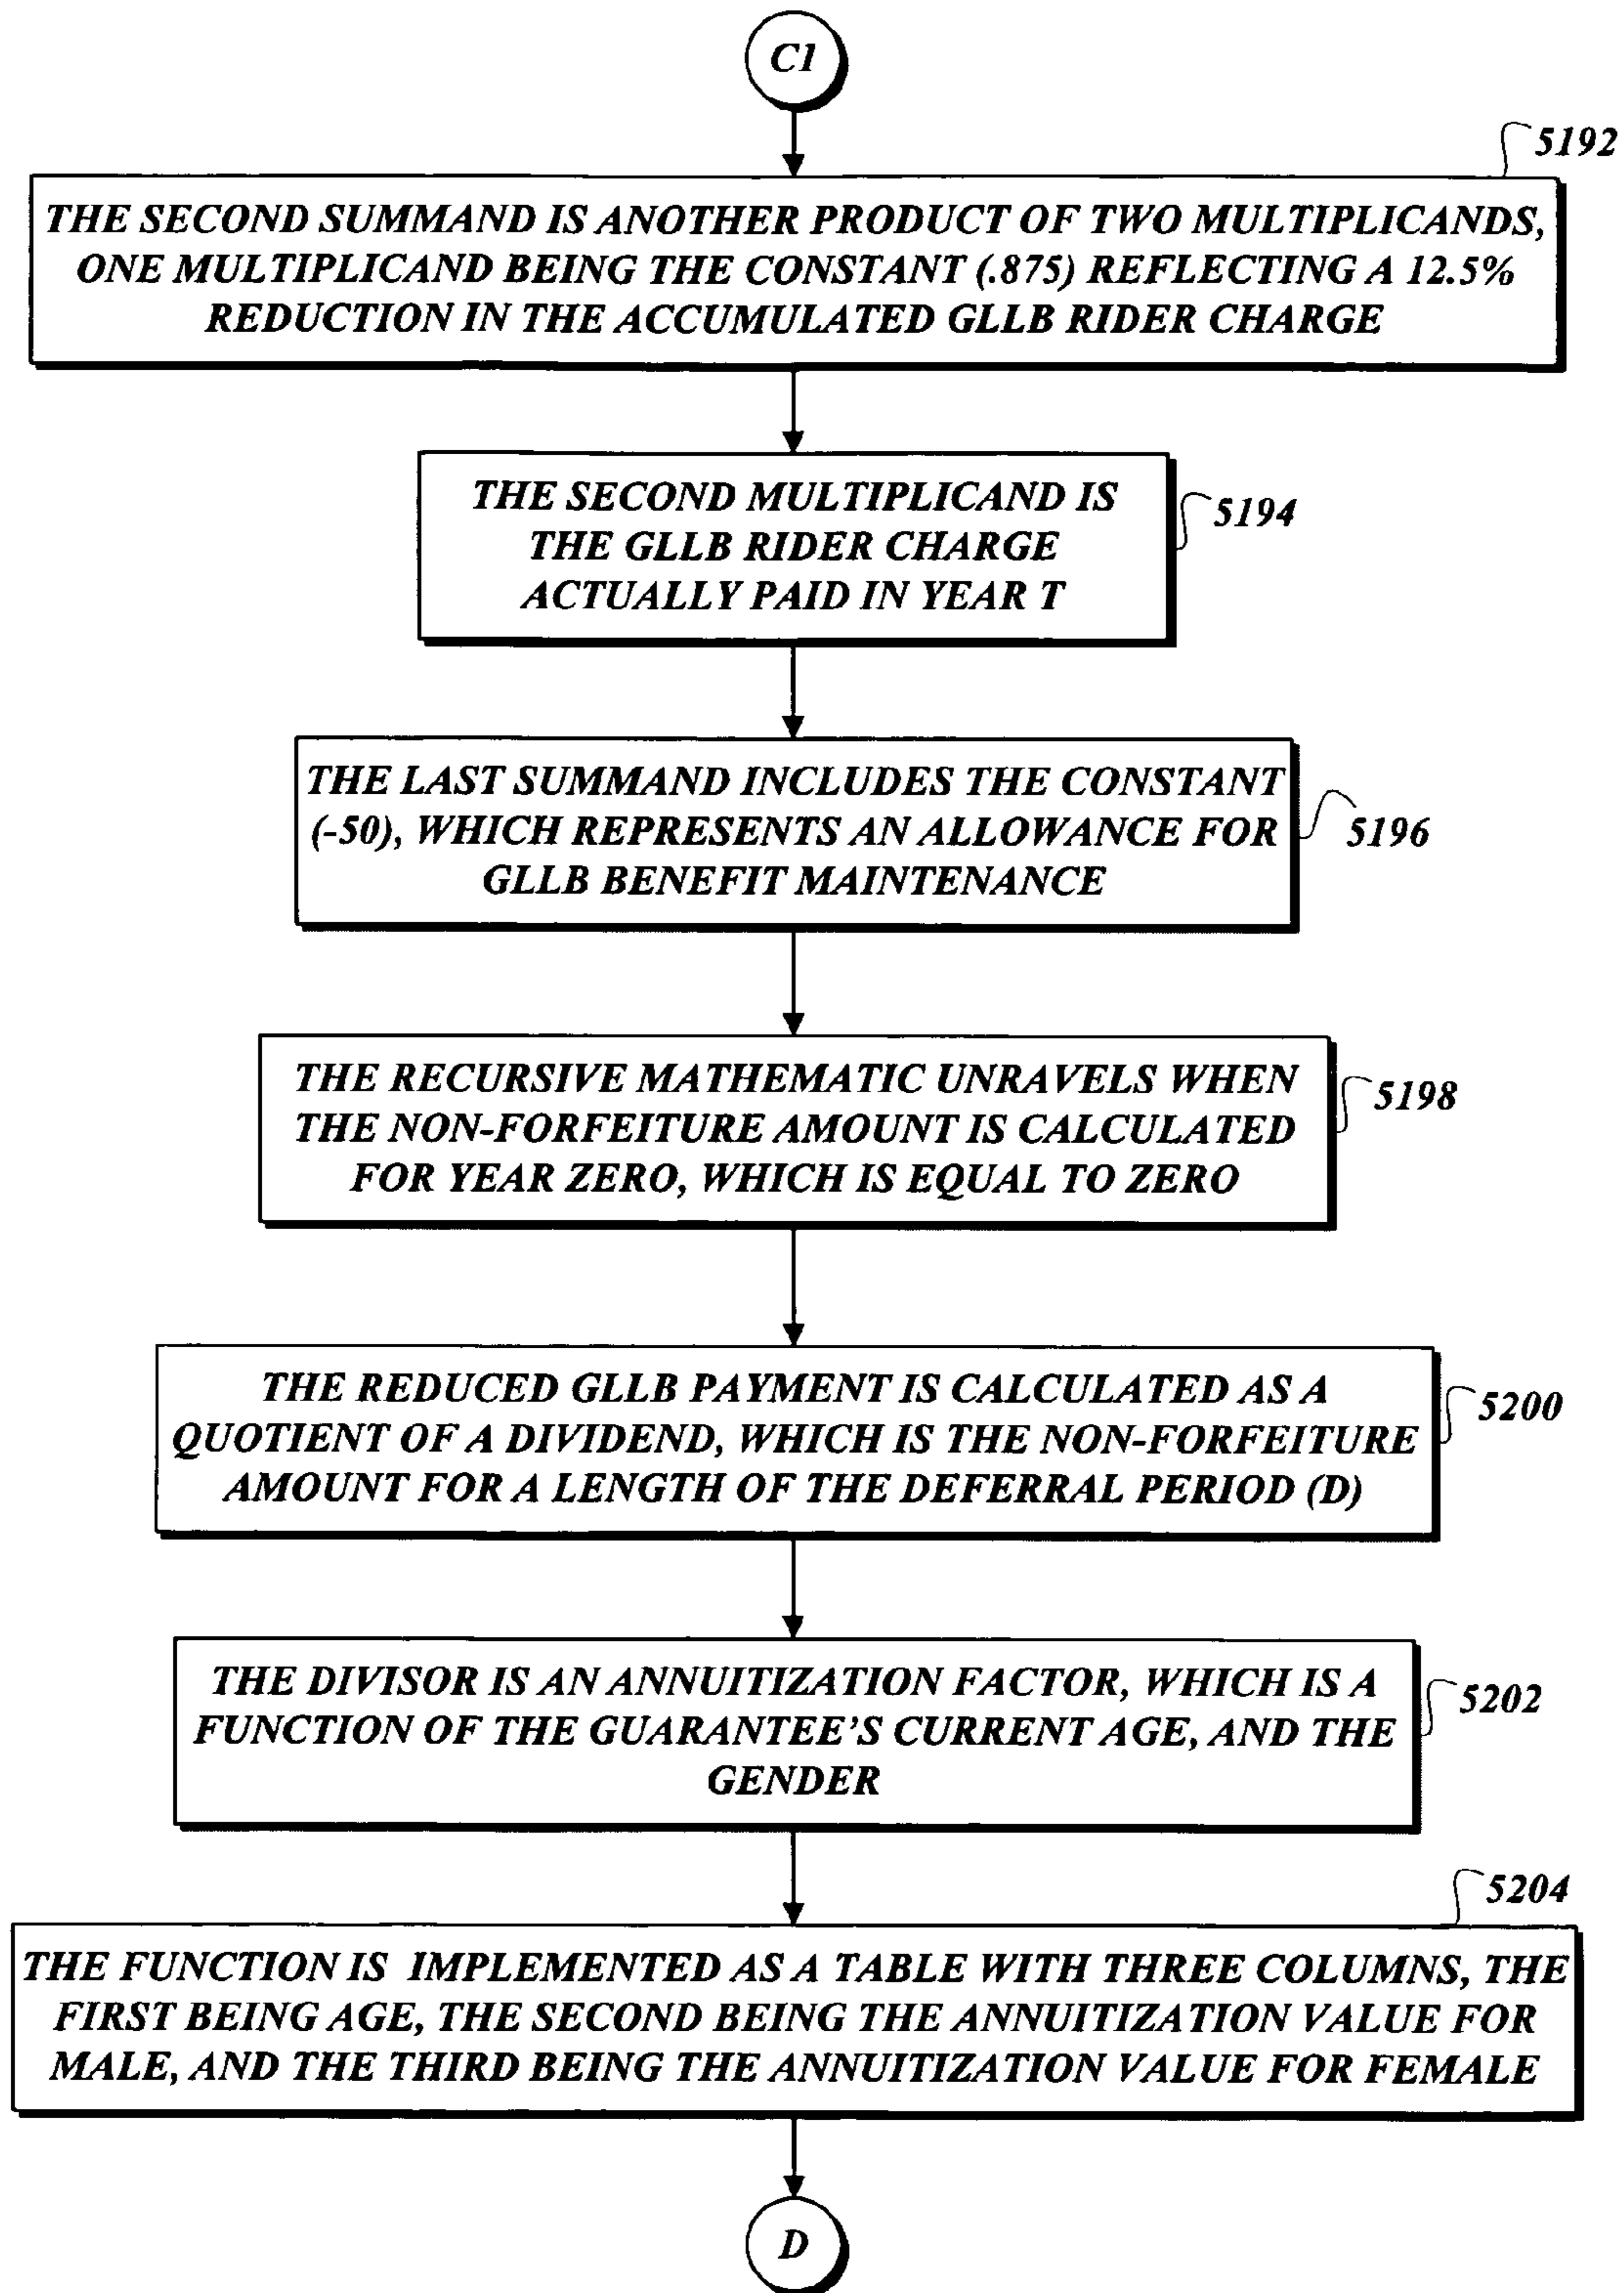 C1
5192
THE SECOND SUMMAND IS ANOTHER PRODUCT OF TWO MULTIPLICANDS,
ONE MULTIPLICAND BEING THE CONSTANT (.875) REFLECTING A 12.5%
REDUCTION IN THE ACCUMULATED GLLB RIDER CHARGE
THE SECOND MULTIPLICAND IS
THE GLLB RIDER CHARGE
ACTUALLY PAID IN YEAR T
5194
THE LAST SUMMAND INCLUDES THE CONSTANT
(-50), WHICH REPRESENTS AN ALLOWANCE FOR
GLLB BENEFIT MAINTENANCE
5196
THE RECURSIVE MATHEMATIC UNRAVELS WHEN
THE NON-FORFEITURE AMOUNT IS CALCULATED
FOR YEAR ZERO, WHICH IS EQUAL TO ZERO
5198
THE REDUCED GLLB PAYMENT IS CALCULATED AS A
QUOTIENT OF A DIVIDEND, WHICH IS THE NON-FORFEITURE
AMOUNT FOR A LENGTH OF THE DEFERRAL PERIOD (D)
5200
THE DIVISOR IS AN ANNUITIZATION FACTOR, WHICH IS A
FUNCTION OF THE GUARANTEE'S CURRENT AGE, AND THE
GENDER
5202
5204
THE FUNCTION IS IMPLEMENTED AS A TABLE WITH THREE COLUMNS, THE
FIRST BEING AGE, THE SECOND BEING THE ANNUITIZATION VALUE FOR
MALE, AND THE THIRD BEING THE ANNUITIZATION VALUE FOR FEMALE
D